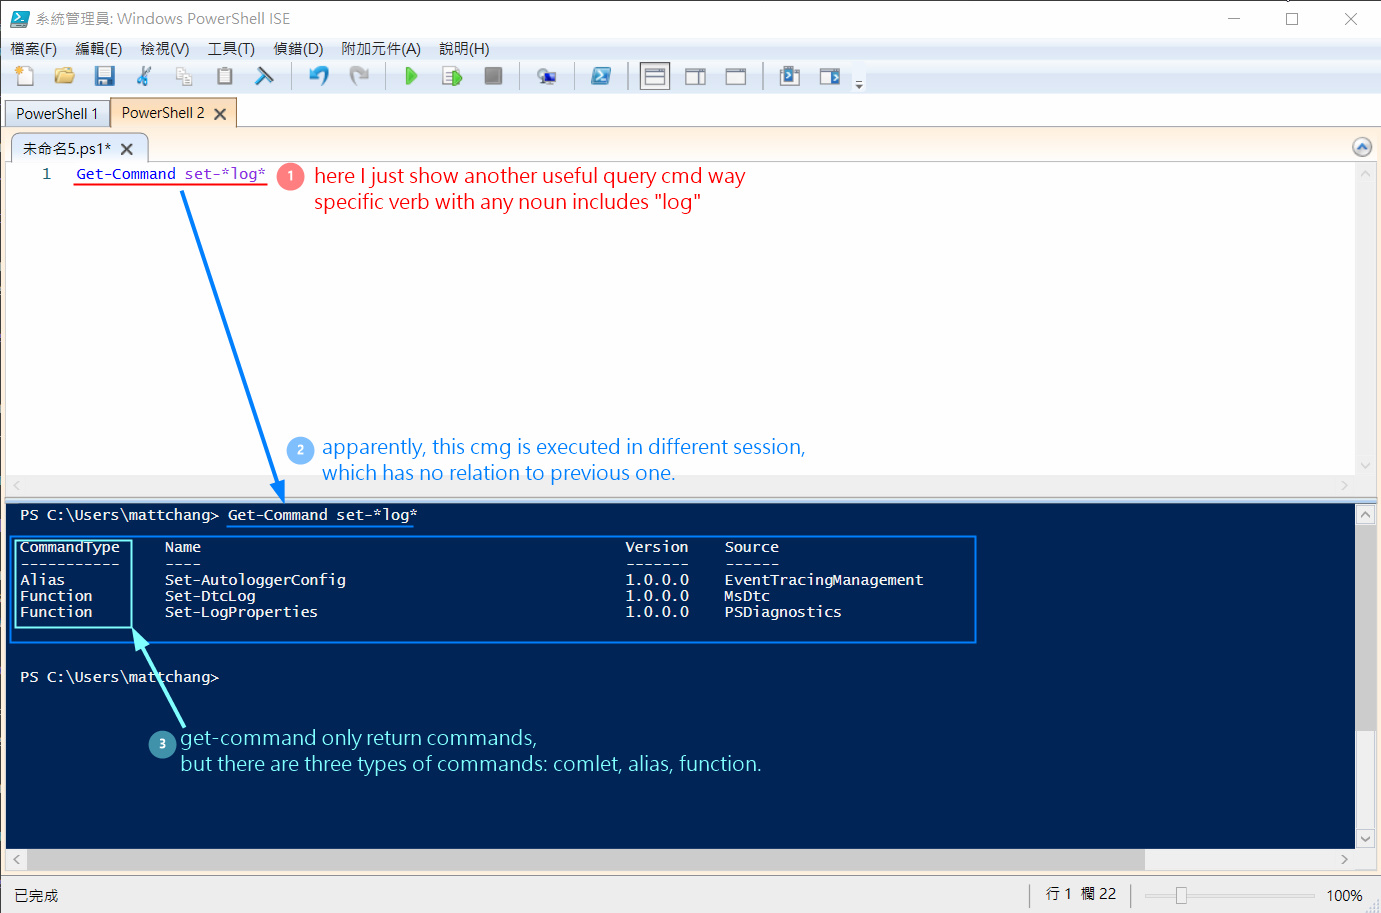 系統管理員: Windows PowerShell ISE
檔案(F) 編輯(E) 檢視(V) 工具(T) 偵錯(D) 附加元件(A) 說明(H)
PowerShell 1 PowerShell 2
未命名5.ps1*
1 Get-Command set-*log*
1 here I just show another useful query cmd way
specific verb with any noun includes "log"
2 apparently, this cmg is executed in different session,
which has no relation to previous one.
PS C:\Users\mattchang> Get-Command set-*log*
CommandType Name Version Source
----------- ---- ------- ------
Alias Set-AutologgerConfig 1.0.0.0 EventTracingManagement
Function Set-DtcLog 1.0.0.0 MsDtc
Function Set-LogProperties 1.0.0.0 PSDiagnostics
PS C:\Users\mattchang>
3 get-command only return commands,
but there are three types of commands: comlet, alias, function.
已完成 行 1 欄 22 100%